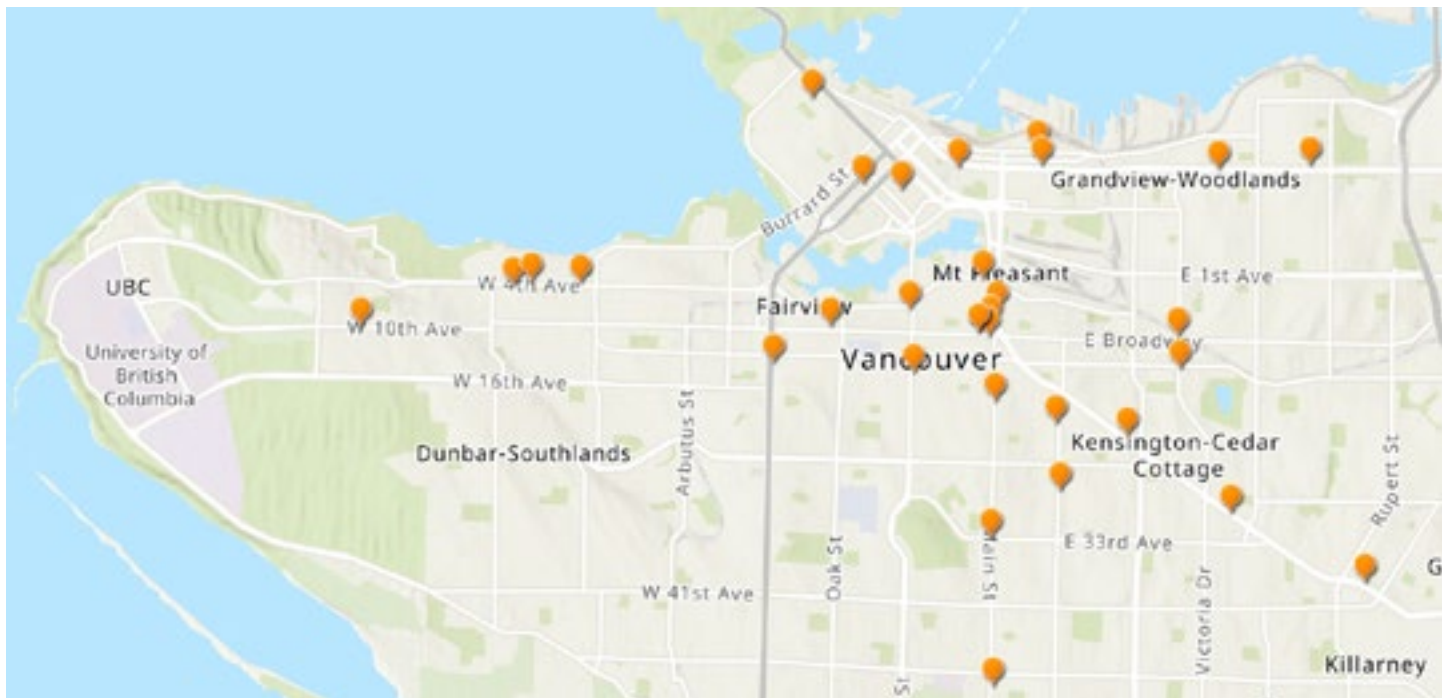 Burrard St
Grandview-Woodlands
UBC
W 4th Ave
Mt Pleasant
E 1st Ave
Fairview
W 10th Ave
University of
British
Columbia
Vancouver
E Broadway
W 16th Ave
Arbutus St
Dunbar-Southlands
Kensington-Cedar
Cottage
Rupert St
Oak St
Main St
E 33rd Ave
W 41st Ave
Victoria Dr
G
Killarney
St